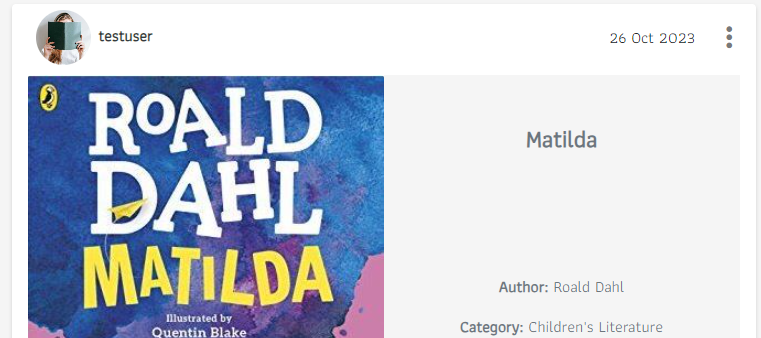 testuser
26 Oct 2023
ROALD
DAHL
MATILDA
Illustrated by
Quentin Blake
Matilda
Author: Roald Dahl
Category: Children's Literature